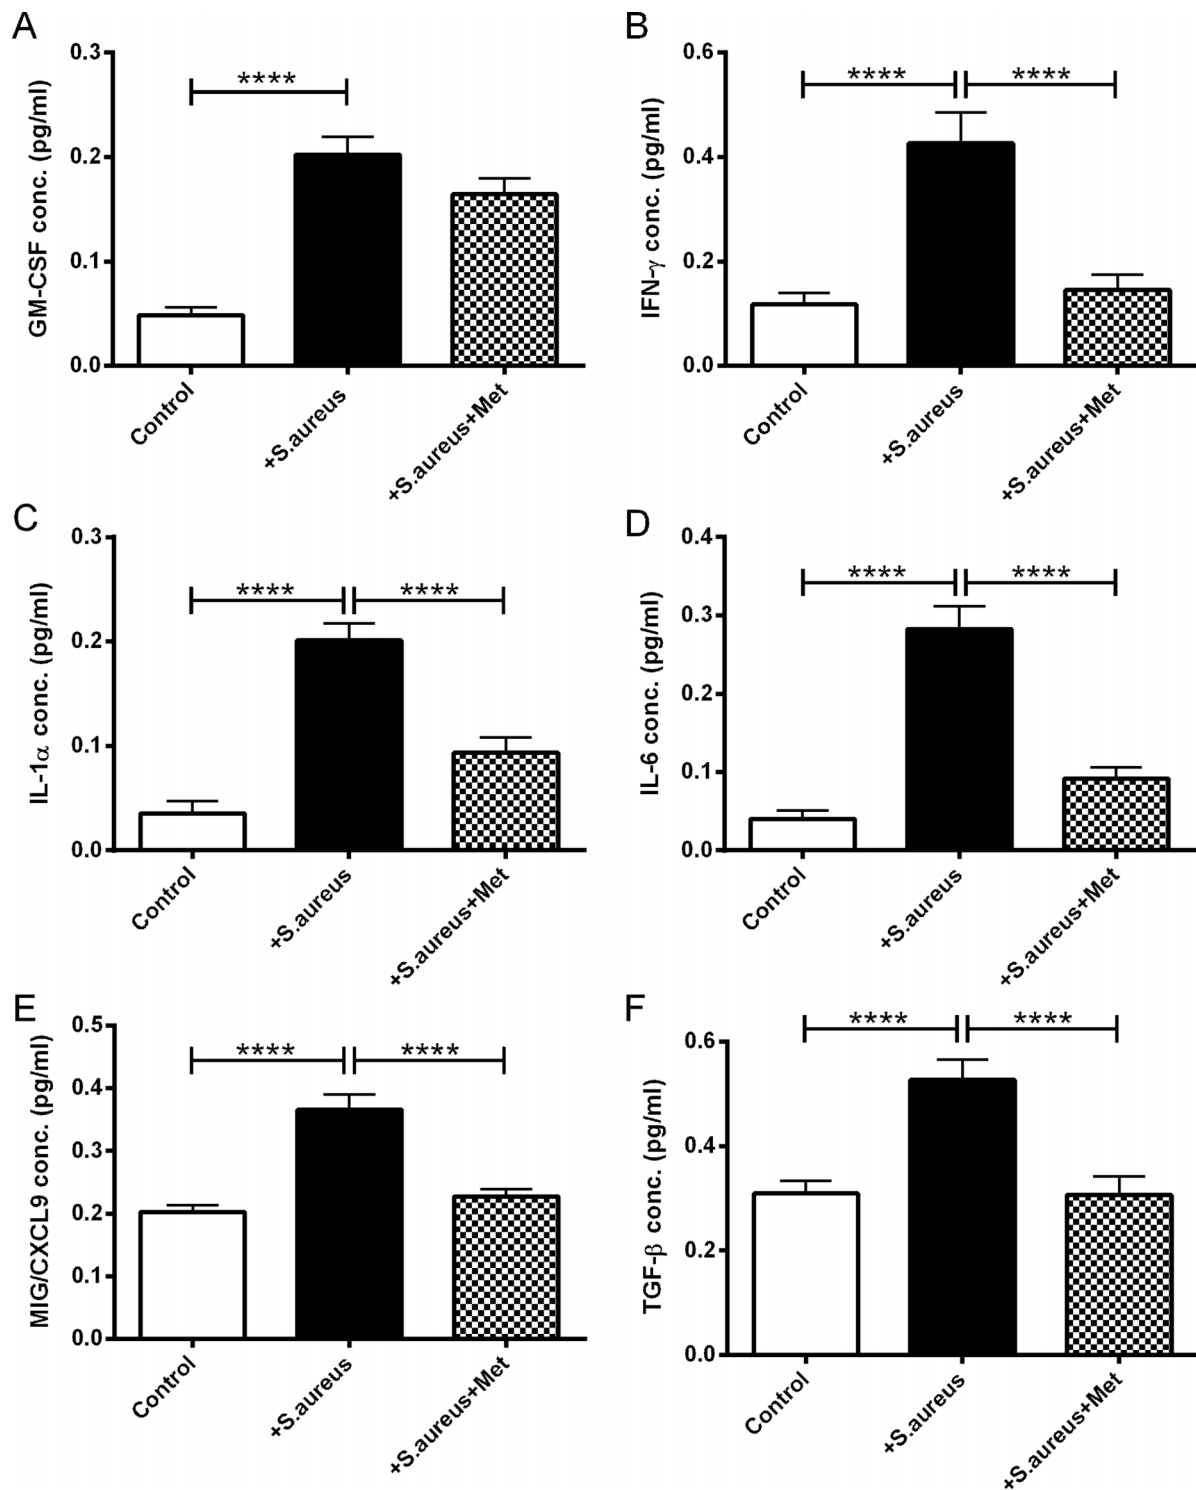 A
GM-CSF conc. (pg/ml)
0.3
0.2
0.1
0.0
****
Control
+S.aureus
+S.aureus+Met
B
IFN-γ conc. (pg/ml)
0.6
0.4
0.2
0.0
**** ****
Control
+S.aureus
+S.aureus+Met
C
IL-1α conc. (pg/ml)
0.3
0.2
0.1
0.0
**** ****
Control
+S.aureus
+S.aureus+Met
D
IL-6 conc. (pg/ml)
0.4
0.3
0.2
0.1
0.0
**** ****
Control
+S.aureus
+S.aureus+Met
E
MIG/CXCL9 conc. (pg/ml)
0.5
0.4
0.3
0.2
0.1
0.0
**** ****
Control
+S.aureus
+S.aureus+Met
F
TGF-β conc. (pg/ml)
0.6
0.4
0.2
0.0
**** ****
Control
+S.aureus
+S.aureus+Met